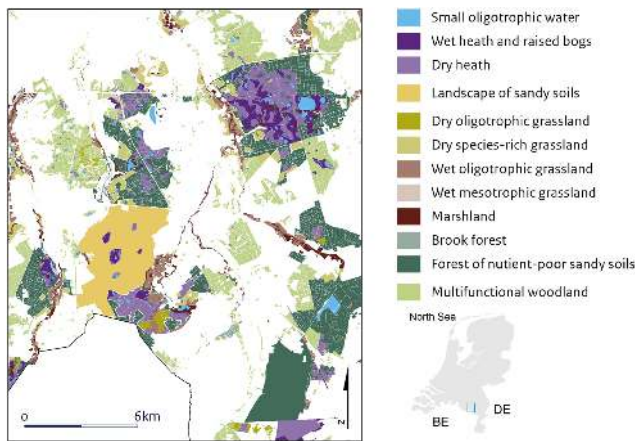 Small oligotrophic water
Wet heath and raised bogs
Dry heath
Landscape of sandy soils
Dry oligotrophic grassland
Dry species-rich grassland
Wet oligotrophic grassland
Wet mesotrophic grassland
Marshland
Brook forest
Forest of nutrient-poor sandy soils
Multifunctional woodland
North Sea
BE
DE
0 6km
N